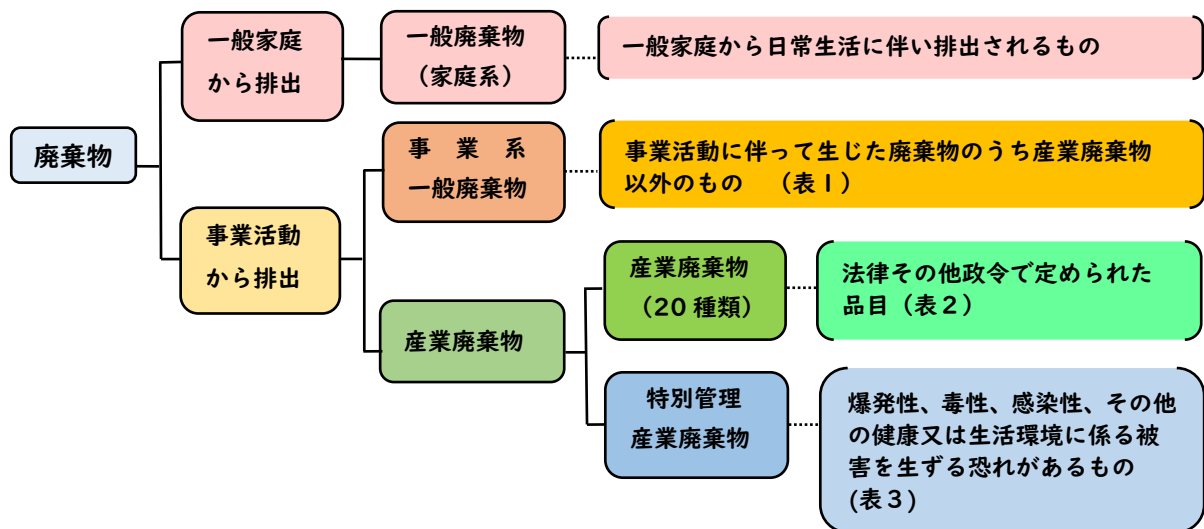 廃棄物
一般家庭
から排出
一般廃棄物
（家庭系）
一般家庭から日常生活に伴い排出されるもの
事業活動
から排出
事　業　系
一般廃棄物
事業活動に伴って生じた廃棄物のうち産業廃棄物
以外のもの　（表１）
産業廃棄物
産業廃棄物
（20 種類）
法律その他政令で定められた
品目（表２）
特別管理
産業廃棄物
爆発性、毒性、感染性、その他
の健康又は生活環境に係る被
害を生ずる恐れがあるもの
(表３)